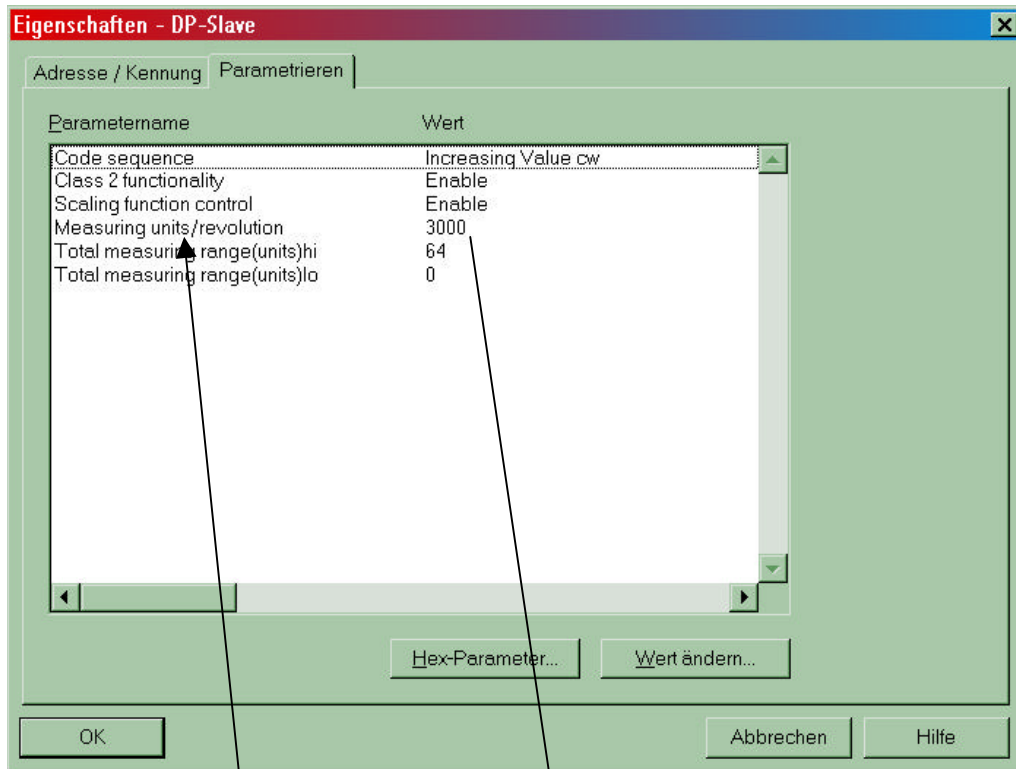 Eigenschaften - DP-Slave
Adresse / Kennung Parametrieren
Parametername Wert
Code sequence Increasing Value cw
Class 2 functionality Enable
Scaling function control Enable
Measuring units/revolution 3000
Total measuring range(units)hi 64
Total measuring range(units)lo 0
Hex-Parameter... Wert ändern...
OK Abbrechen Hilfe